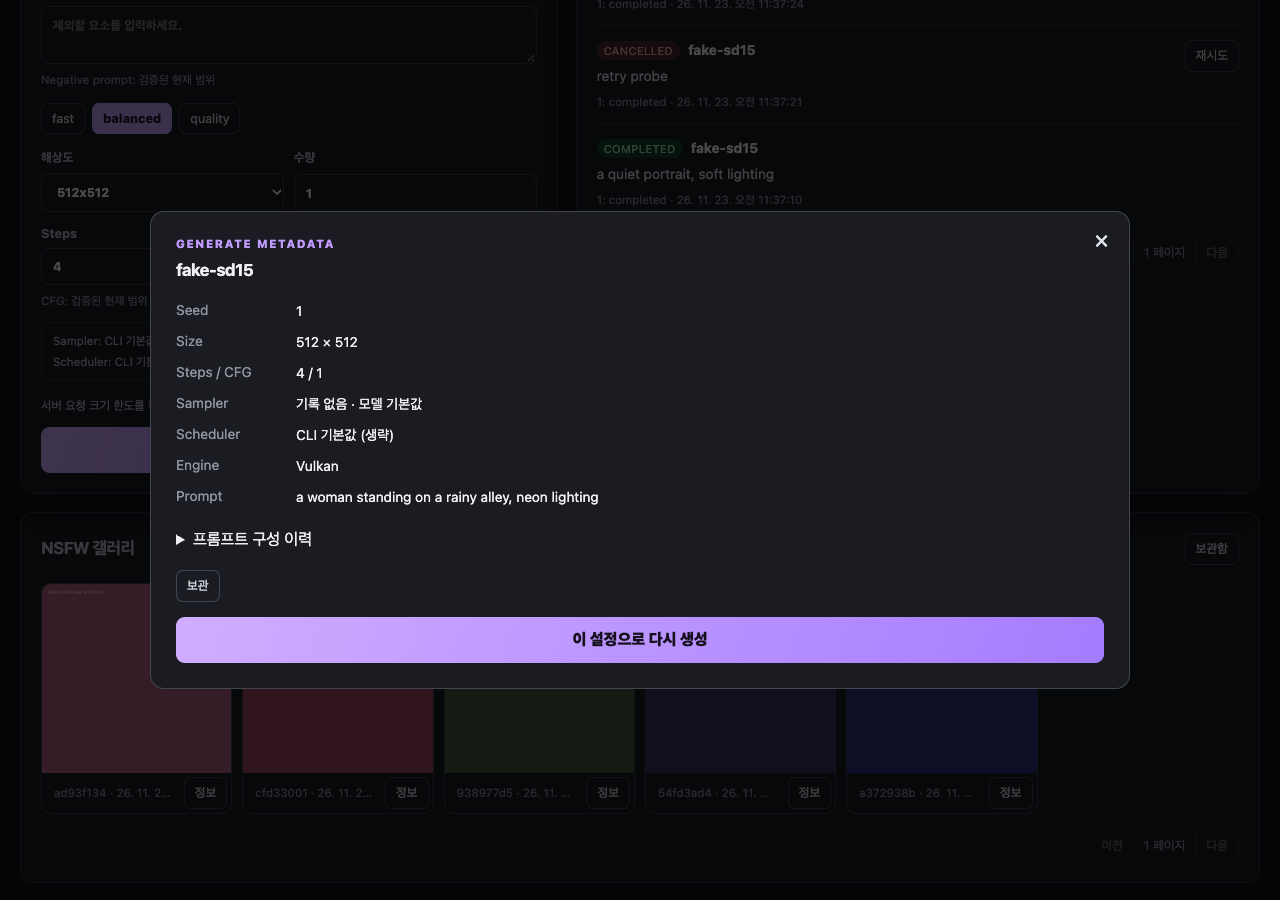 제외할 요소를 입력하세요.
Negative prompt: 검증된 현재 범위
fast
balanced
quality
해상도
수량
512x512
1
Steps
4
CFG: 검증된 현재 범위
Sampler: CLI
Scheduler: CLI
서버 요청 크기 한도를
1: completed · 26. 11. 23. 오전 11:37:24
CANCELLED fake-sd15
재시도
retry probe
1: completed · 26. 11. 23. 오전 11:37:21
COMPLETED fake-sd15
a quiet portrait, soft lighting
1: completed · 26. 11. 23. 오전 11:37:10
1 페이지
다음
GENERATE METADATA
×
fake-sd15
Seed 1
Size 512 × 512
Steps / CFG 4 / 1
Sampler 기록 없음 · 모델 기본값
Scheduler CLI 기본값 (생략)
Engine Vulkan
Prompt a woman standing on a rainy alley, neon lighting
▶ 프롬프트 구성 이력
보관
이 설정으로 다시 생성
NSFW 갤러리
보관함
ad93f134 · 26. 11. 2... 정보
cfd33001 · 26. 11. 2... 정보
938977d5 · 26. 11. ... 정보
54fd3ad4 · 26. 11. ... 정보
a372938b · 26. 11. ... 정보
이전
1 페이지
다음